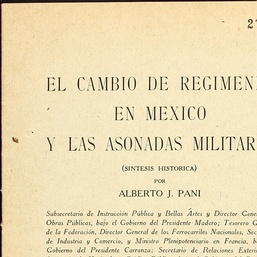 2
EL CAMBIO DE REGIMEN
EN MEXICO
Y LAS ASONADAS MILITAR
(SINTESIS HISTORICA)
POR
ALBERTO J. PANI
Subsecretario de Instrucción Pública y Bellas Artes y Director Gene
Obras Públicas, bajo el Gobierno del Presidente Madero; Tesorero G
de la Federación, Director General de los Ferrocarriles Nacionales, Sec
de Industria y Comercio, y Ministro Plenipotenciario en Francia, b
Gobierno del Presidente Carranza; Secretario de Relaciones Exteri